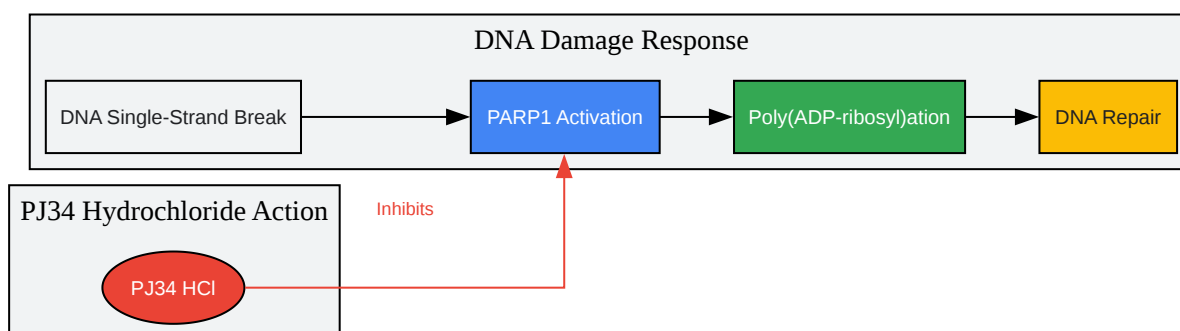 DNA Damage Response
DNA Single-Strand Break
PARP1 Activation
Poly(ADP-ribosyl)ation
DNA Repair
PJ34 Hydrochloride Action
Inhibits
PJ34 HCl